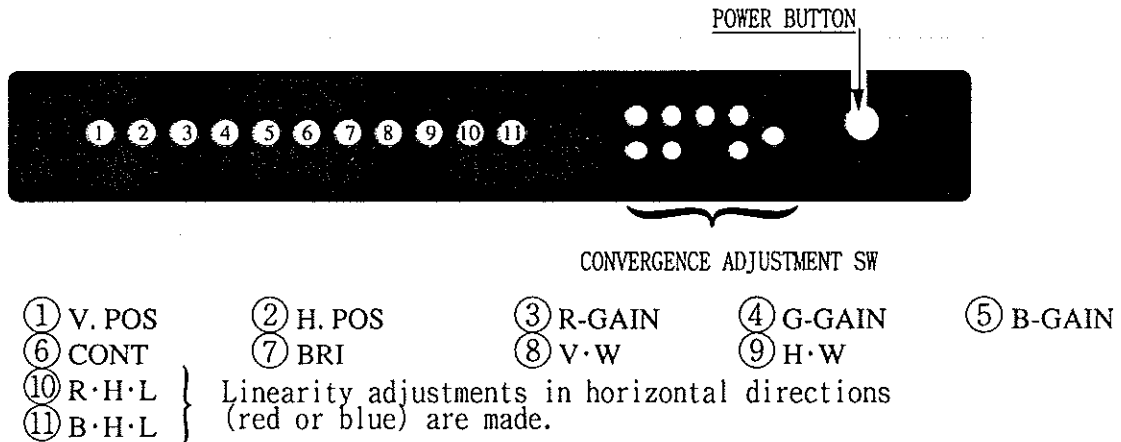 POWER BUTTON
① ② ③ ④ ⑤ ⑥ ⑦ ⑧ ⑨ ⑩ ⑪
CONVERGENCE ADJUSTMENT SW
① V. POS ② H. POS ③ R-GAIN ④ G-GAIN ⑤ B-GAIN
⑥ CONT ⑦ BRI ⑧ V·W ⑨ H·W
⑩ R·H·L } Linearity adjustments in horizontal directions
⑪ B·H·L (red or blue) are made.